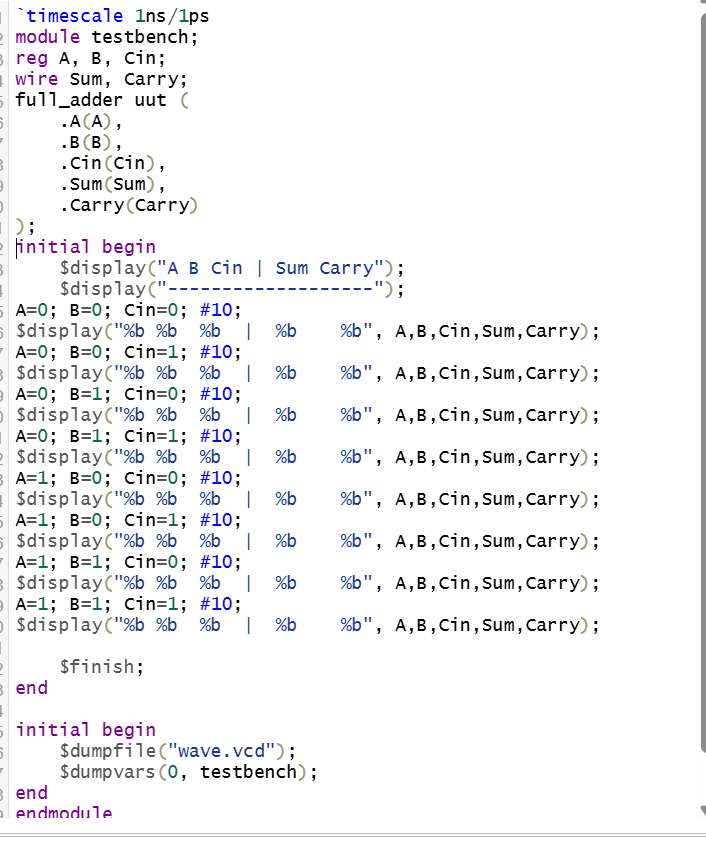 `timescale 1ns/1ps
module testbench;
reg A, B, Cin;
wire Sum, Carry;
full_adder uut (
    .A(A),
    .B(B),
    .Cin(Cin),
    .Sum(Sum),
    .Carry(Carry)
);
initial begin
    $display("A B Cin | Sum Carry");
    $display("-------------------");
A=0; B=0; Cin=0; #10;
$display("%b %b  %b  |  %b    %b", A,B,Cin,Sum,Carry);
A=0; B=0; Cin=1; #10;
$display("%b %b  %b  |  %b    %b", A,B,Cin,Sum,Carry);
A=0; B=1; Cin=0; #10;
$display("%b %b  %b  |  %b    %b", A,B,Cin,Sum,Carry);
A=0; B=1; Cin=1; #10;
$display("%b %b  %b  |  %b    %b", A,B,Cin,Sum,Carry);
A=1; B=0; Cin=0; #10;
$display("%b %b  %b  |  %b    %b", A,B,Cin,Sum,Carry);
A=1; B=0; Cin=1; #10;
$display("%b %b  %b  |  %b    %b", A,B,Cin,Sum,Carry);
A=1; B=1; Cin=0; #10;
$display("%b %b  %b  |  %b    %b", A,B,Cin,Sum,Carry);
A=1; B=1; Cin=1; #10;
$display("%b %b  %b  |  %b    %b", A,B,Cin,Sum,Carry);

    $finish;
end

initial begin
    $dumpfile("wave.vcd");
    $dumpvars(0, testbench);
end
endmodule